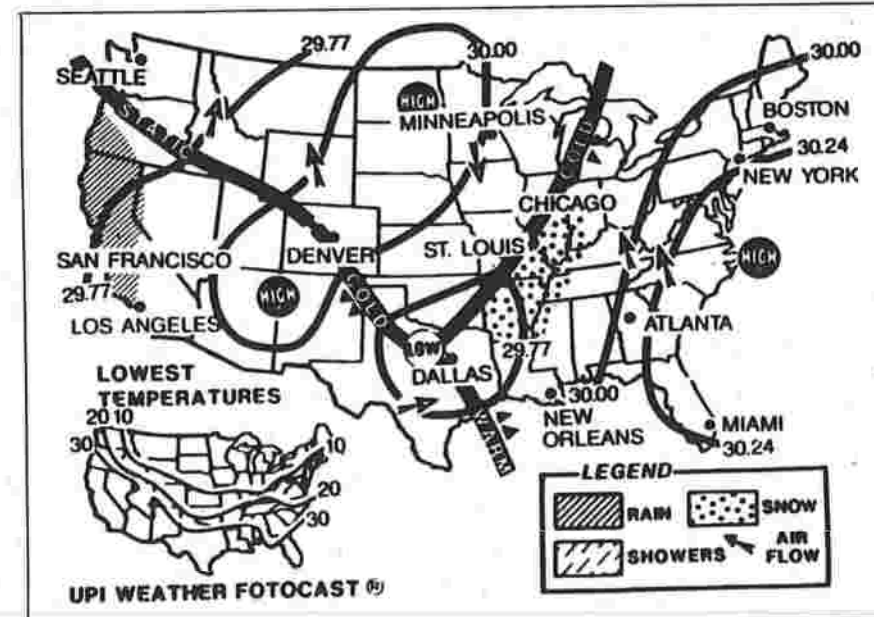 29.77
30.00
30.00
SEATTLE
HIGH
MINNEAPOLIS
BOSTON
30.24
NEW YORK
COLD
CHICAGO
SAN FRANCISCO
DENVER
ST. LOUIS
HIGH
29.77
HIGH
COLD
LOS ANGELES
ATLANTA
LOW
29.77
DALLAS
LOWEST
TEMPERATURES
30.00
NEW
ORLEANS
WARM
MIAMI
30.24
20 10
30
10
20
30
LEGEND
RAIN
SNOW
SHOWERS
AIR
FLOW
UPI WEATHER FOTOCAST ®